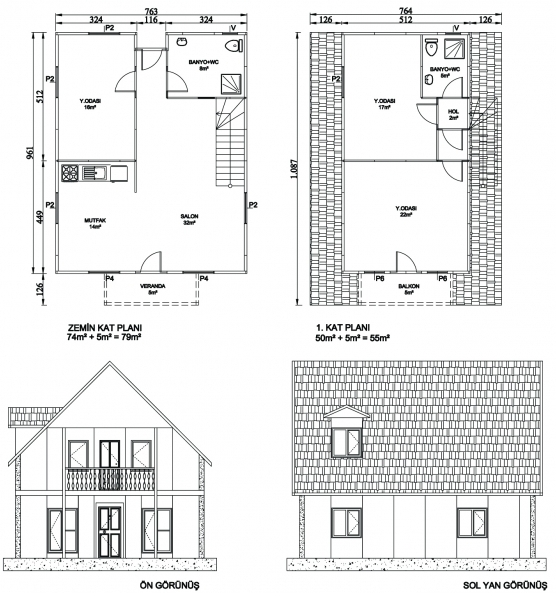 763
324 116 324
P2
V
BANYO+WC
8m²
512
P2
Y.ODASI
16m²
961
449
MUTFAK
14m²
SALON
32m²
P2
P2
P4
P4
126
VERANDA
5m²
ZEMİN KAT PLANI
74m² + 5m² = 79m²
764
126 512 126
V
P2
BANYO+WC
5m²
Y.ODASI
17m²
HOL
2m²
1.087
Y.ODASI
22m²
P6
P6
BALKON
5m²
1. KAT PLANI
50m² + 5m² = 55m²
ÖN GÖRÜNÜŞ
SOL YAN GÖRÜNÜŞ